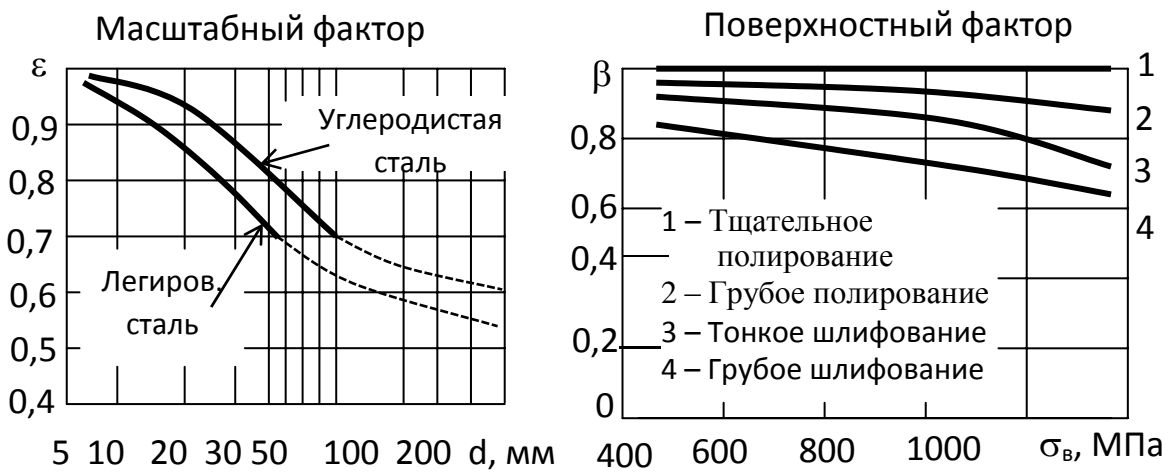 Масштабный фактор
ε
0,9
0,8
0,7
0,6
0,5
0,4
5 10 20 30 50 100 200 d, мм
Углеродистая
сталь
Легиров.
сталь
Поверхностный фактор
β
0,8
0,6
0,4
0,2
0
400 600 800 1000 σв, МПа
1
2
3
4
1 – Тщательное
полирование
2 – Грубое полирование
3 – Тонкое шлифование
4 – Грубое шлифование